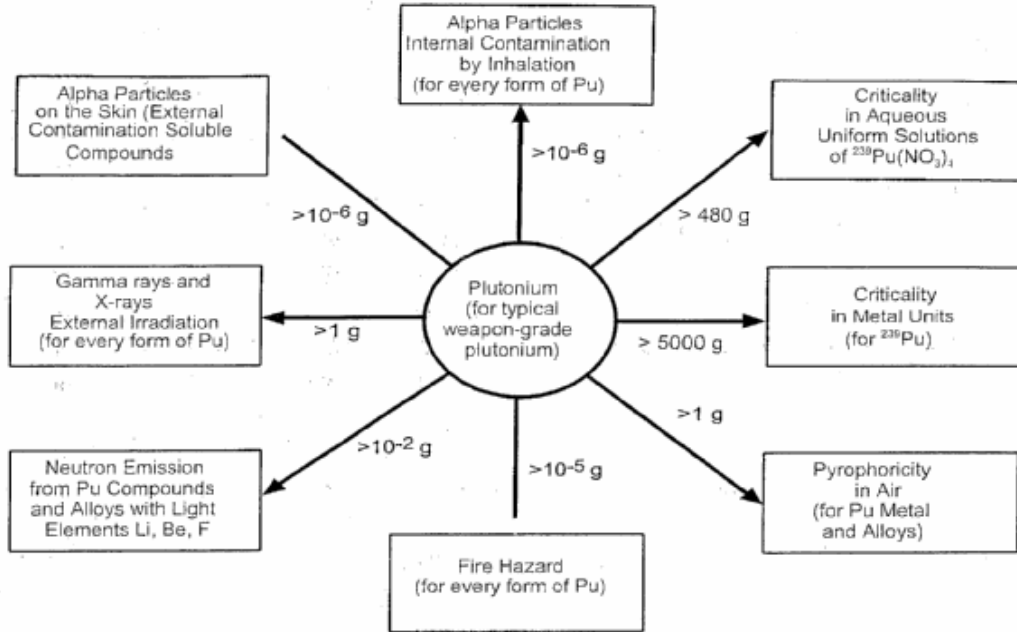 Alpha Particles
Internal Contamination
by Inhalation
(for every form of Pu)
Alpha Particles
on the Skin (External
Contamination Soluble
Compounds
Criticality
in Aqueous
Uniform Solutions
of ²³⁹Pu(NO₃)₄
>10⁻⁶ g
>10⁻⁶ g
> 480 g
Gamma rays and
X-rays
External Irradiation
(for every form of Pu)
>1 g
Plutonium
(for typical
weapon-grade
plutonium)
> 5000 g
Criticality
in Metal Units
(for ²³⁹Pu)
>10⁻² g
>10⁻⁵ g
>1 g
Neutron Emission
from Pu Compounds
and Alloys with Light
Elements Li, Be, F
Fire Hazard
(for every form of Pu)
Pyrophoricity
in Air
(for Pu Metal
and Alloys)